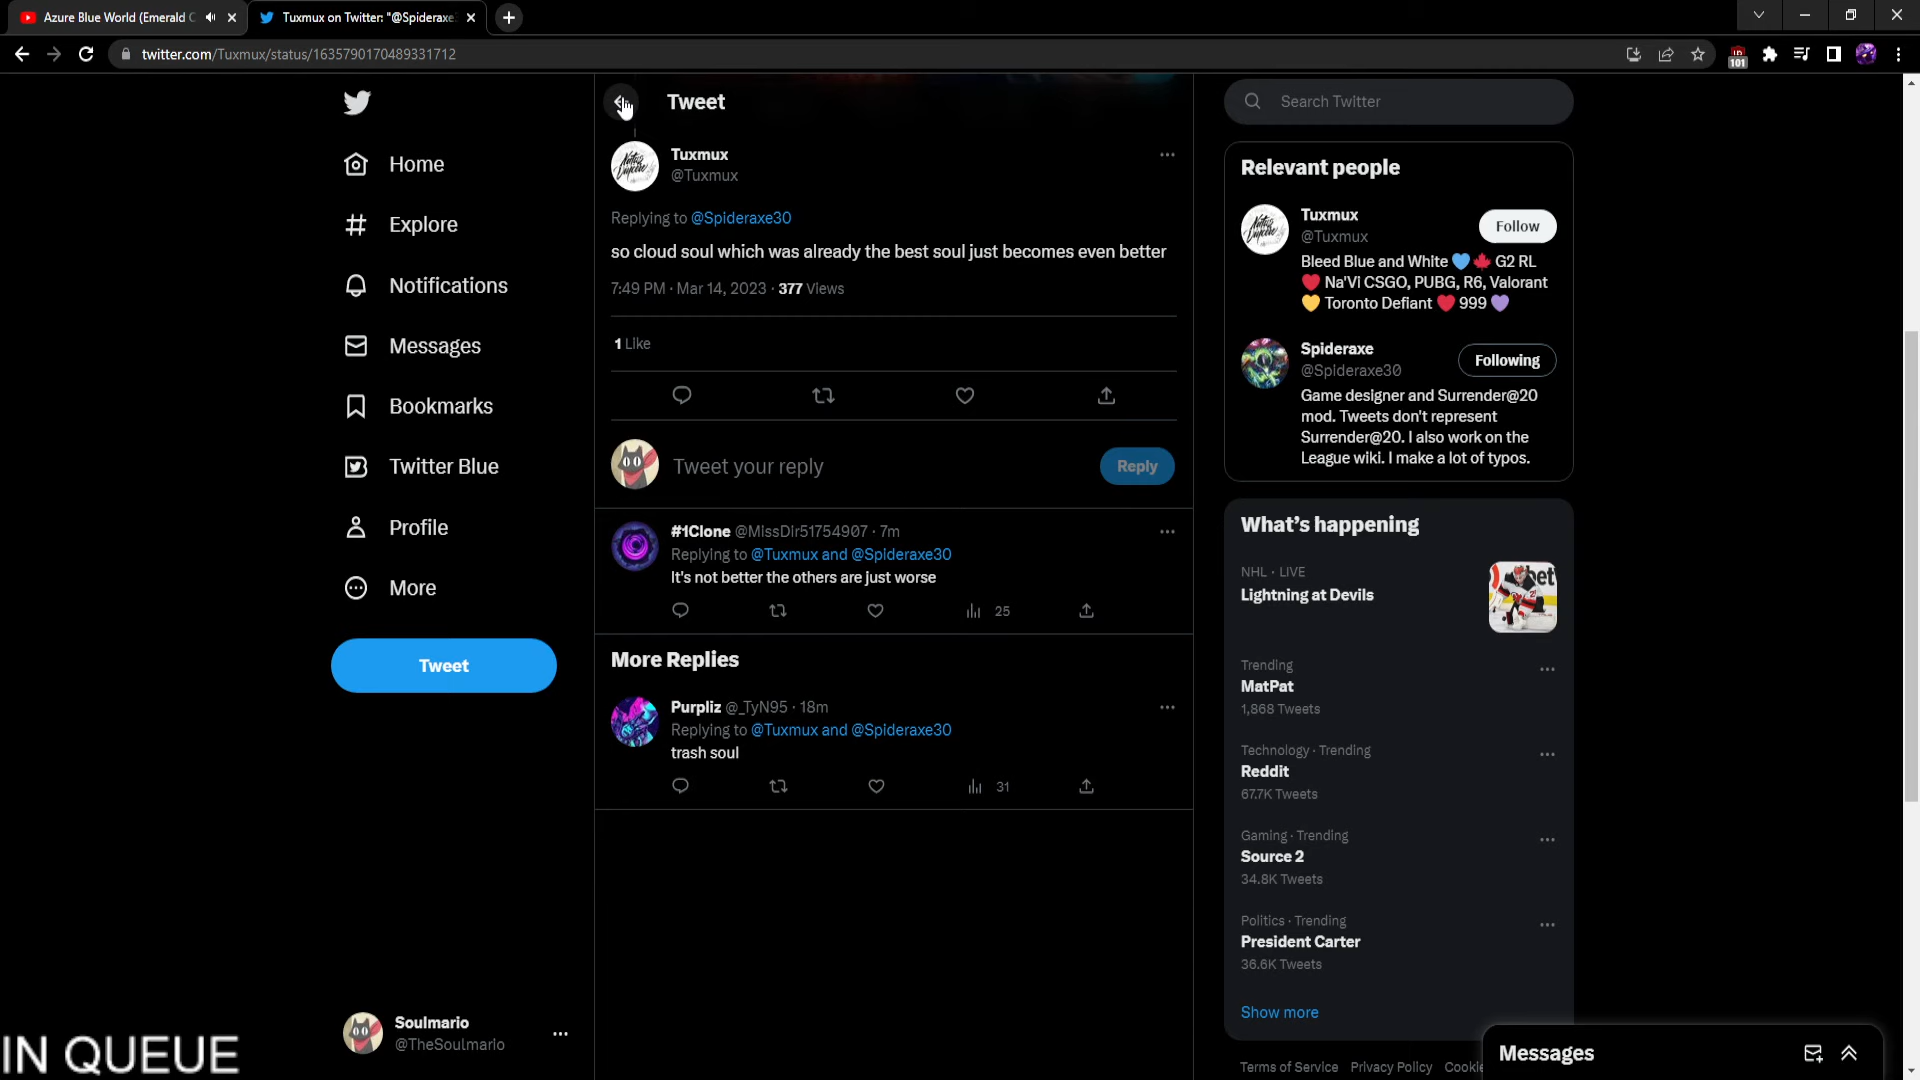 Azure Blue World (Emerald C
Tuxmux on Twitter: "@Spideraxe
twitter.com/Tuxmux/status/1635790170489331712
101
Home
Explore
Notifications
Messages
Bookmarks
Twitter Blue
Profile
More
Tweet
Soulmario
@TheSoulmario
IN QUEUE
Tweet
Tuxmux
@Tuxmux
Replying to @Spideraxe30
so cloud soul which was already the best soul just becomes even better
7:49 PM · Mar 14, 2023 · 377 Views
1 Like
Tweet your reply
Reply
#1Clone @MissDir51754907 · 7m
Replying to @Tuxmux and @Spideraxe30
It's not better the others are just worse
25
More Replies
Purpliz @_TyN95 · 18m
Replying to @Tuxmux and @Spideraxe30
trash soul
31
Search Twitter
Relevant people
Tuxmux
@Tuxmux
Follow
Bleed Blue and White 💙🍁 G2 RL
❤️ Na'Vi CSGO, PUBG, R6, Valorant
💛 Toronto Defiant ❤️ 999 💜
Spideraxe
@Spideraxe30
Following
Game designer and Surrender@20
mod. Tweets don't represent
Surrender@20. I also work on the
League wiki. I make a lot of typos.
What's happening
NHL · LIVE
Lightning at Devils
Trending
MatPat
1,868 Tweets
Technology · Trending
Reddit
67.7K Tweets
Gaming · Trending
Source 2
34.8K Tweets
Politics · Trending
President Carter
36.6K Tweets
Show more
Terms of Service Privacy Policy Cookie
Messages